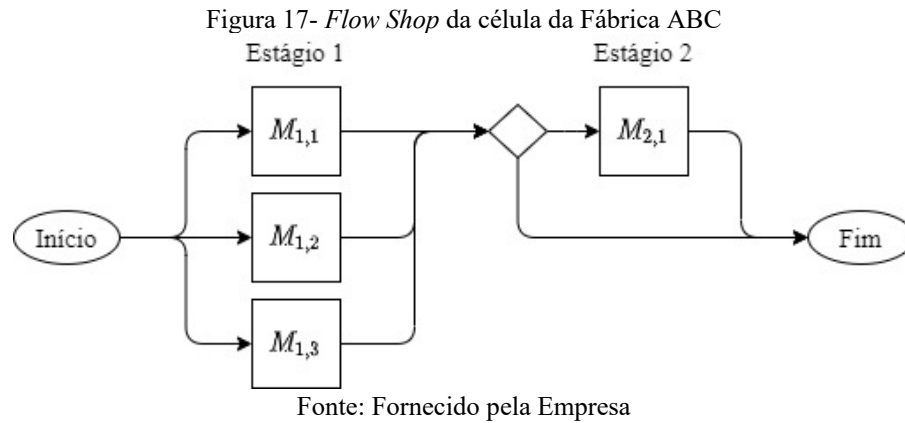 Figura 17- Flow Shop da célula da Fábrica ABC
Estágio 1
Estágio 2
M1,1
M2,1
Início
M1,2
Fim
M1,3
Fonte: Fornecido pela Empresa